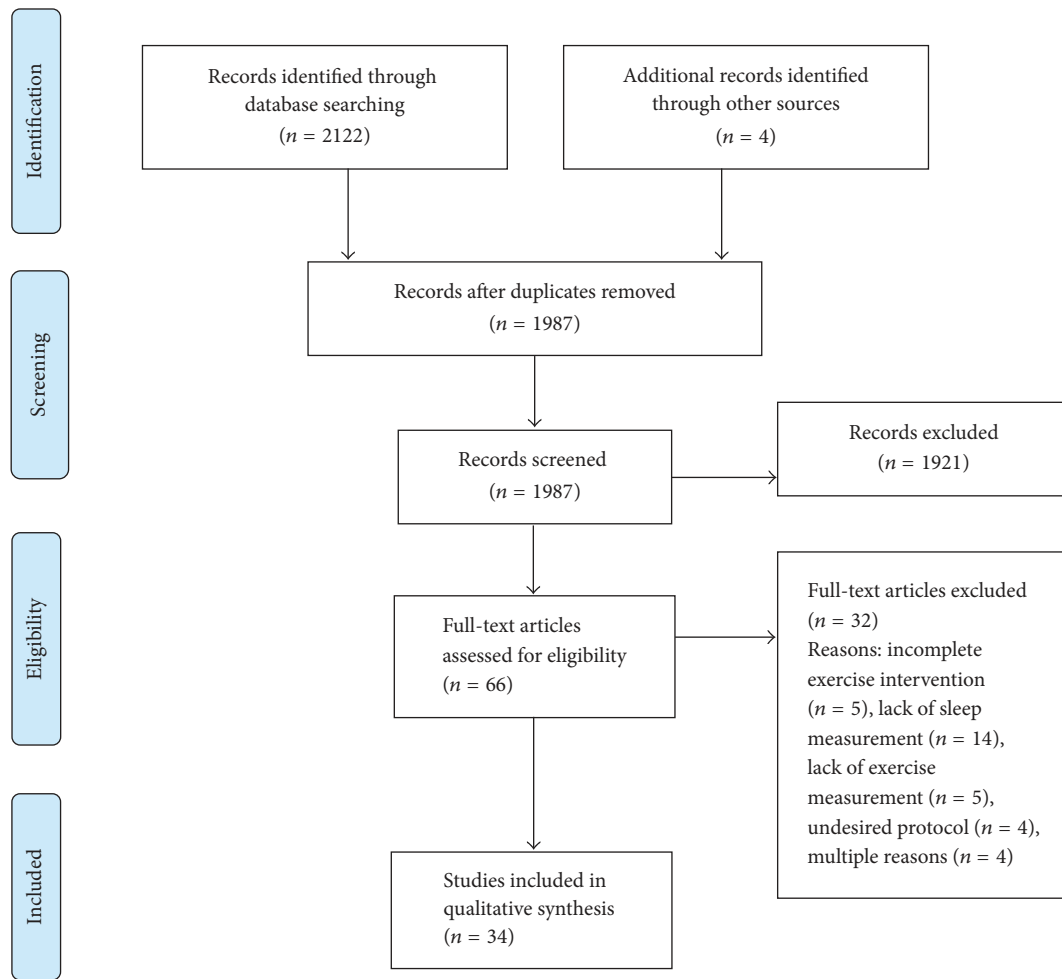 Identification
Records identified through
database searching
(n = 2122)
Additional records identified
through other sources
(n = 4)
Screening
Records after duplicates removed
(n = 1987)
Records screened
(n = 1987)
Records excluded
(n = 1921)
Eligibility
Full-text articles
assessed for eligibility
(n = 66)
Full-text articles excluded
(n = 32)
Reasons: incomplete
exercise intervention
(n = 5), lack of sleep
measurement (n = 14),
lack of exercise
measurement (n = 5),
undesired protocol (n = 4),
multiple reasons (n = 4)
Included
Studies included in
qualitative synthesis
(n = 34)